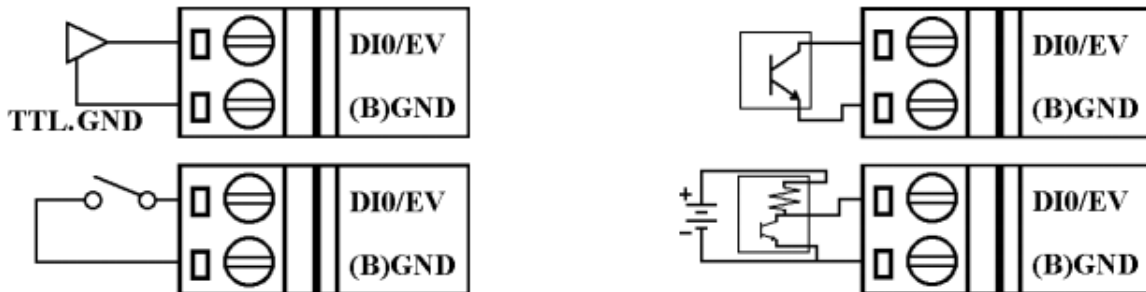 DI0/EV
(B)GND
TTL.GND
DI0/EV
(B)GND
DI0/EV
(B)GND
+
-
DI0/EV
(B)GND